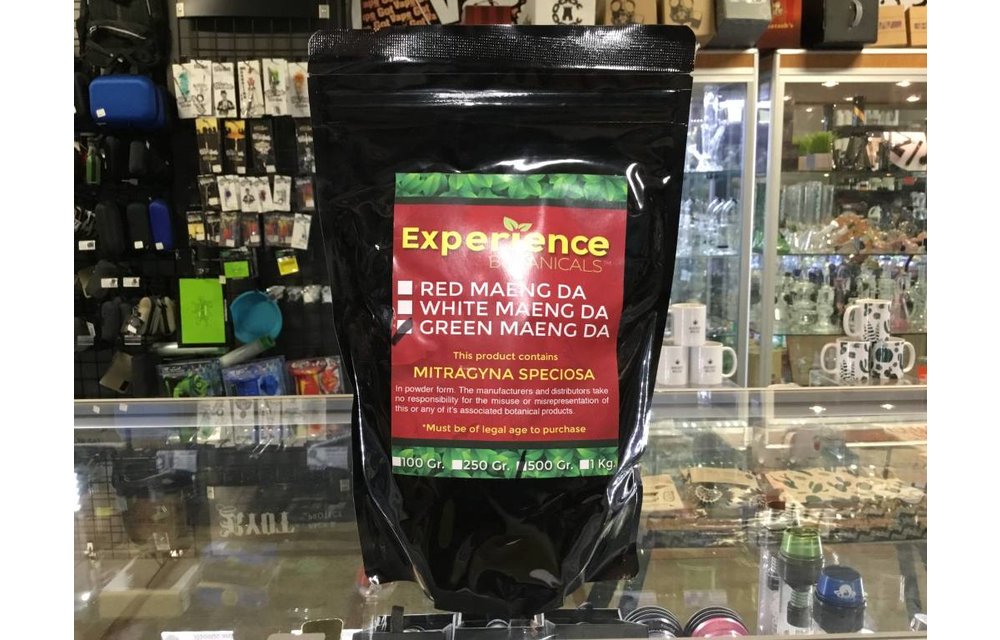 Experience
BOTANICALS™
RED MAENG DA
WHITE MAENG DA
GREEN MAENG DA
This product contains
MITRAGYNA SPECIOSA
In powder form. The manufacturers and distributors take
no responsibility for the misuse or misrepresentation of
this or any of it's associated botanical products.
*Must be of legal age to purchase
100 Gr. 250 Gr. 500 Gr. 1 Kg.